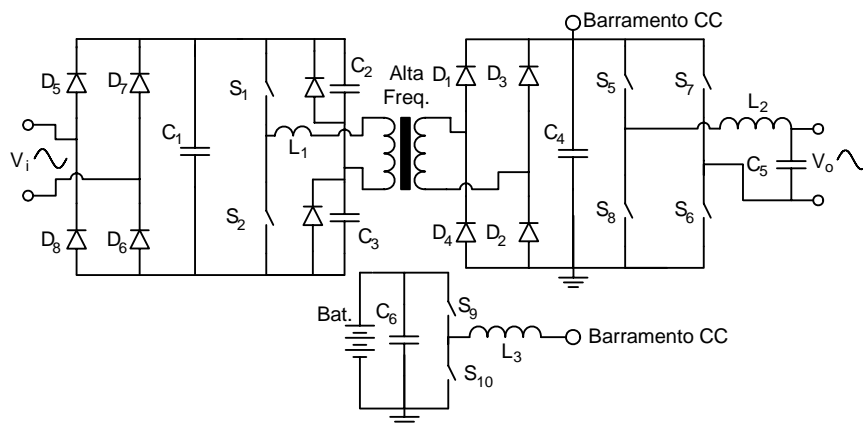 Barramento CC
D5
D7
S1
C2
Alta
Freq.
D1
D3
S5
S7
L2
Vi
C1
L1
C4
C5
Vo
D8
D6
S2
C3
D4
D2
S8
S6
Bat.
C6
S9
L3
Barramento CC
S10